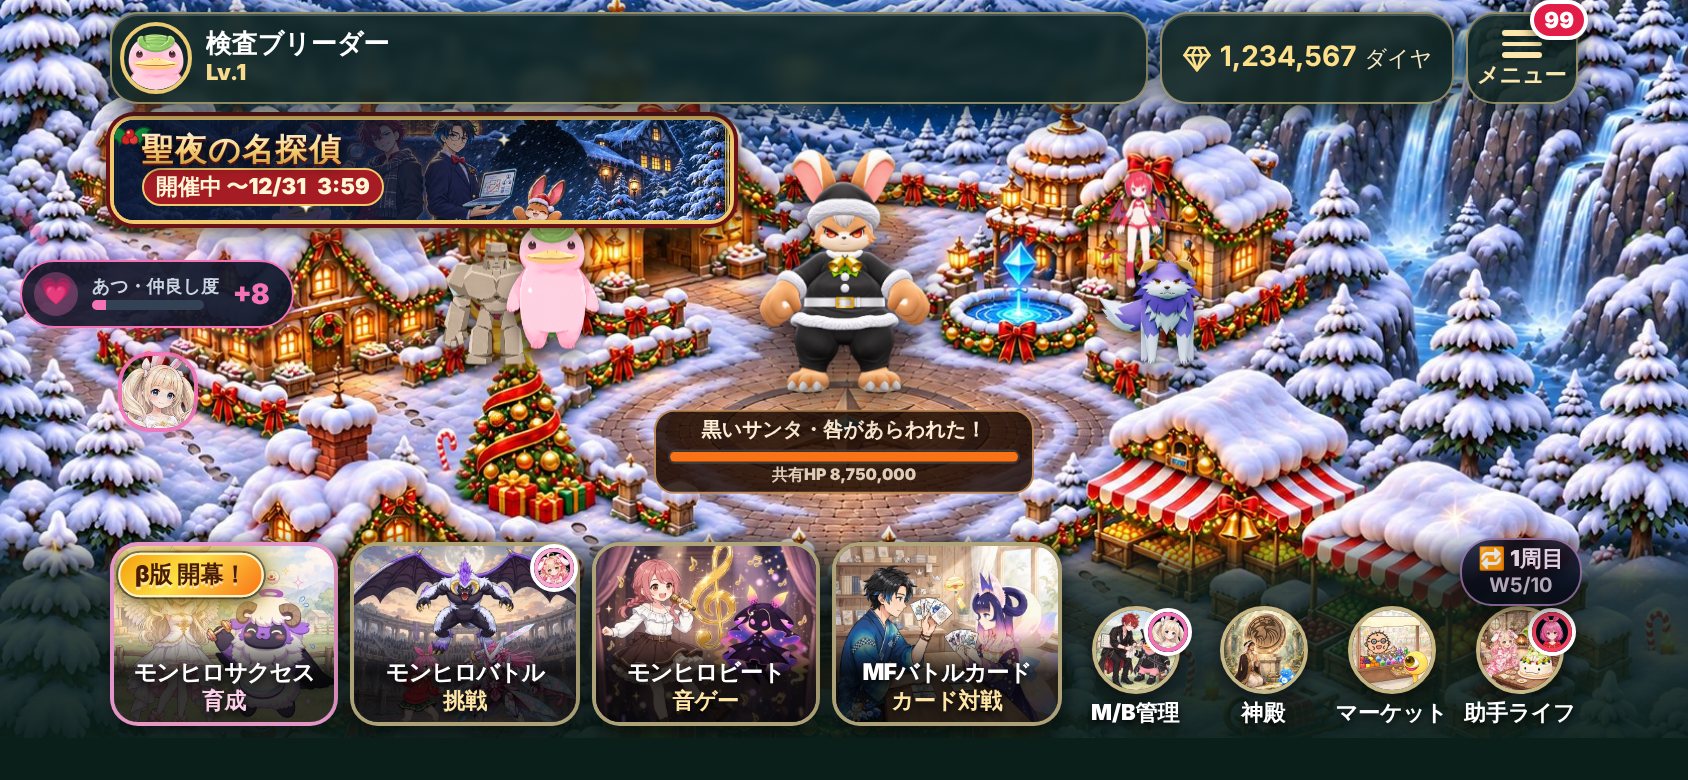 検査ブリーダー
Lv.1
1,234,567 ダイヤ
99
メニュー
聖夜の名探偵
開催中 〜12/31 3:59
あつ・仲良し度 +8
黒いサンタ・咎があらわれた！
共有HP 8,750,000
β版 開幕！
モンヒロサクセス
育成
モンヒロバトル
挑戦
モンヒロビート
音ゲー
MFバトルカード
カード対戦
1周目
W5/10
M/B管理
神殿
マーケット
助手ライフ